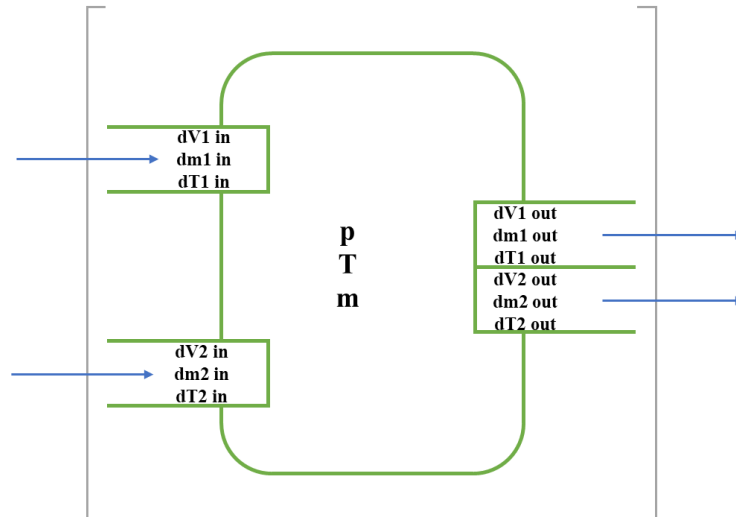 dV1 in
dm1 in
dT1 in
p
T
m
dV1 out
dm1 out
dT1 out
dV2 out
dm2 out
dT2 out
dV2 in
dm2 in
dT2 in